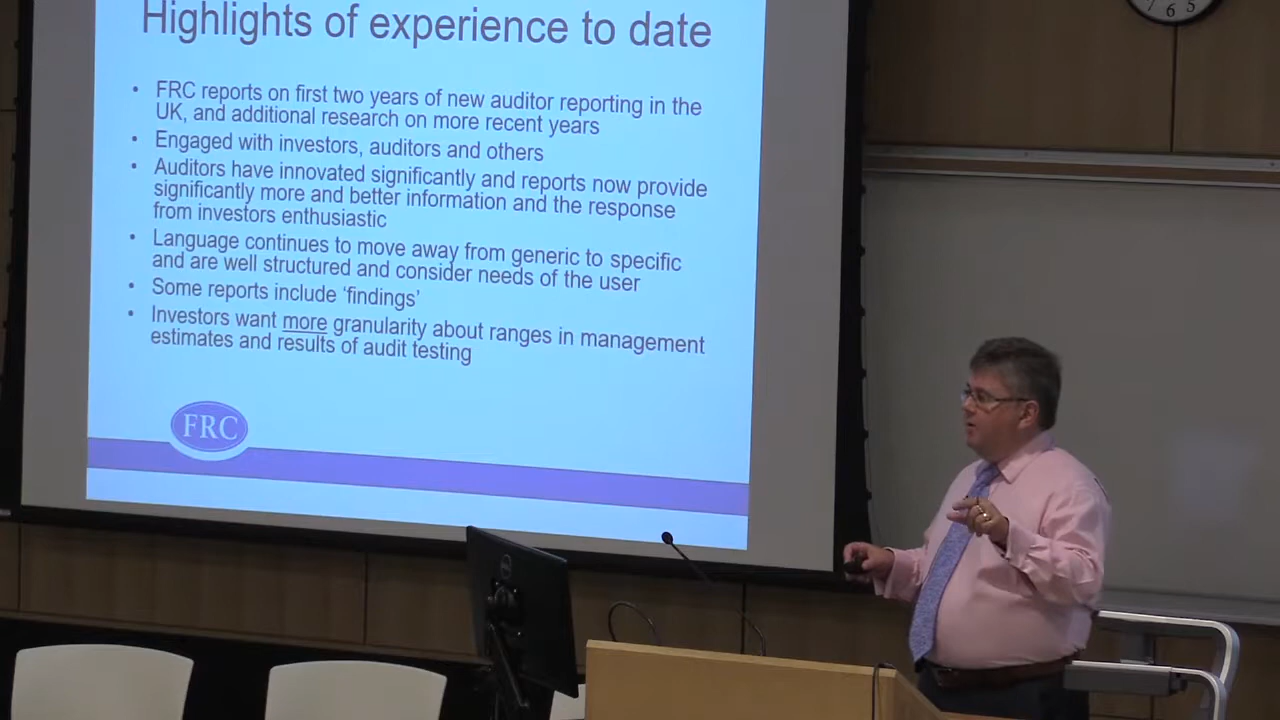 Highlights of experience to date
• FRC reports on first two years of new auditor reporting in the
UK, and additional research on more recent years
• Engaged with investors, auditors and others
• Auditors have innovated significantly and reports now provide
significantly more and better information and the response
from investors enthusiastic
• Language continues to move away from generic to specific
and are well structured and consider needs of the user
• Some reports include ‘findings’
• Investors want more granularity about ranges in management
estimates and results of audit testing
FRC
7 6 5